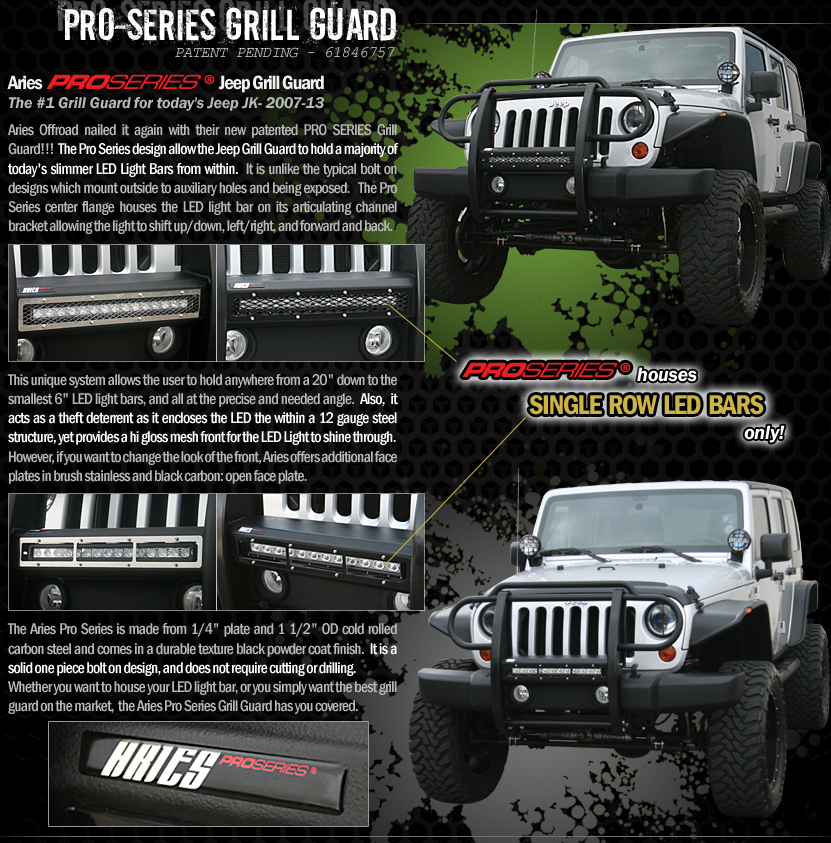 PRO-SERIES GRILL GUARD
PATENT PENDING - 61846757
Aries PROSERIES® Jeep Grill Guard
The #1 Grill Guard for today's Jeep JK- 2007-13
Aries Offroad nailed it again with their new patented PRO SERIES Grill
Guard!!! The Pro Series design allow the Jeep Grill Guard to hold a majority of
today's slimmer LED Light Bars from within. It is unlike the typical bolt on
designs which mount outside to auxiliary holes and being exposed. The Pro
Series center flange houses the LED light bar on its articulating channel
bracket allowing the light to shift up/down, left/right, and forward and back.
Jeep
ARIES
ARIES
PROSERIES® houses
SINGLE ROW LED BARS
only!
This unique system allows the user to hold anywhere from a 20" down to the
smallest 6" LED light bars, and all at the precise and needed angle. Also, it
acts as a theft deterrent as it encloses the LED the within a 12 gauge steel
structure, yet provides a hi gloss mesh front for the LED Light to shine through.
However, if you want to change the look of the front, Aries offers additional face
plates in brush stainless and black carbon: open face plate.
ARIES
Jeep
The Aries Pro Series is made from 1/4" plate and 1 1/2" OD cold rolled
carbon steel and comes in a durable texture black powder coat finish. It is a
solid one piece bolt on design, and does not require cutting or drilling.
Whether you want to house your LED light bar, or you simply want the best grill
guard on the market, the Aries Pro Series Grill Guard has you covered.
ARIES PROSERIES®